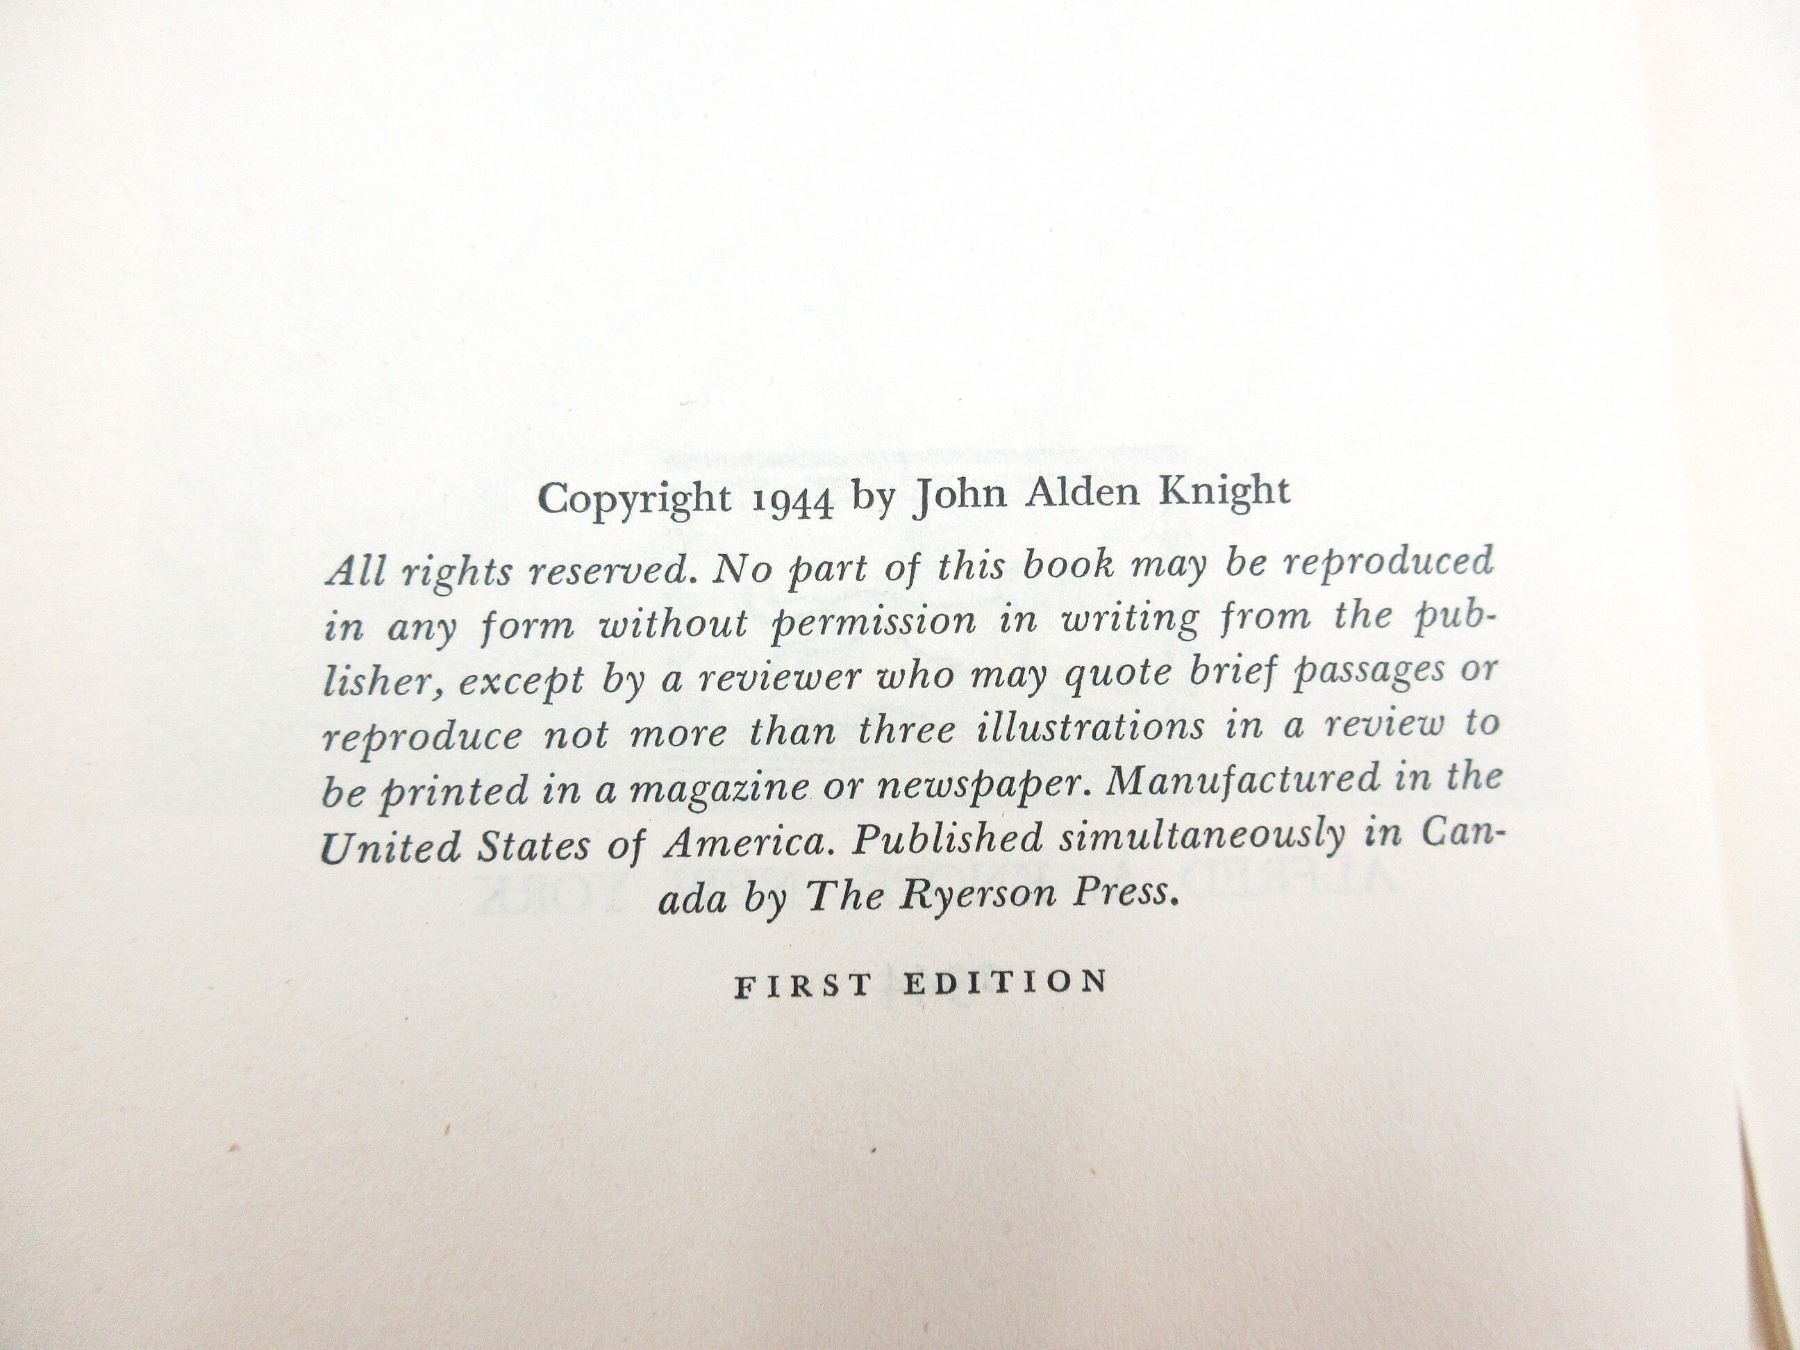 Copyright 1944 by John Alden Knight
All rights reserved. No part of this book may be reproduced
in any form without permission in writing from the pub-
lisher, except by a reviewer who may quote brief passages or
reproduce not more than three illustrations in a review to
be printed in a magazine or newspaper. Manufactured in the
United States of America. Published simultaneously in Can-
ada by The Ryerson Press.
FIRST EDITION